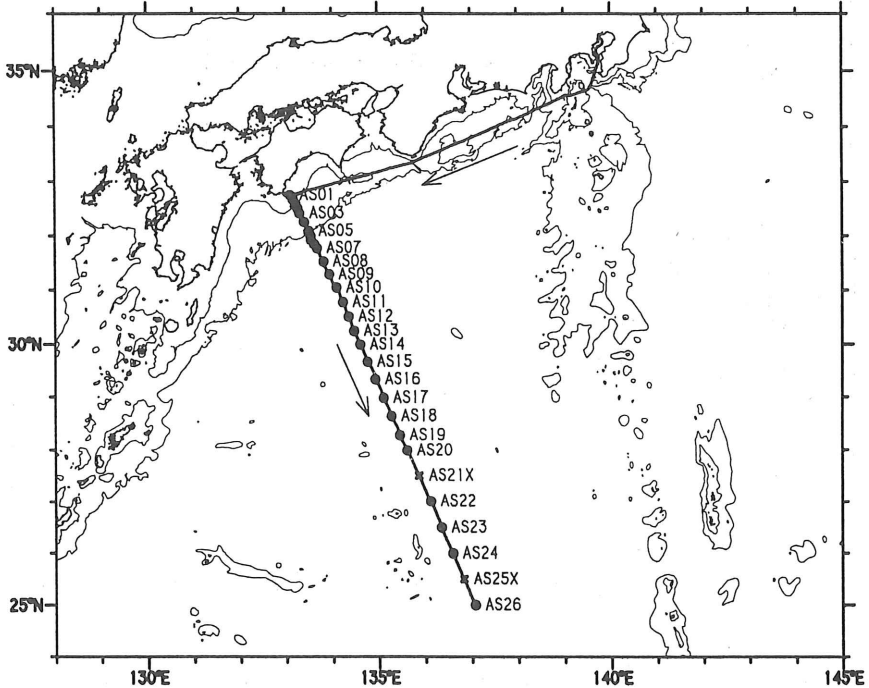 35°N
AS01
AS03
AS05
AS07
AS08
AS09
AS10
AS11
AS12
AS13
30°N
AS14
AS15
AS16
AS17
AS18
AS19
AS20
AS21X
AS22
AS23
AS24
AS25X
25°N
AS26
130°E
135°E
140°E
145°E